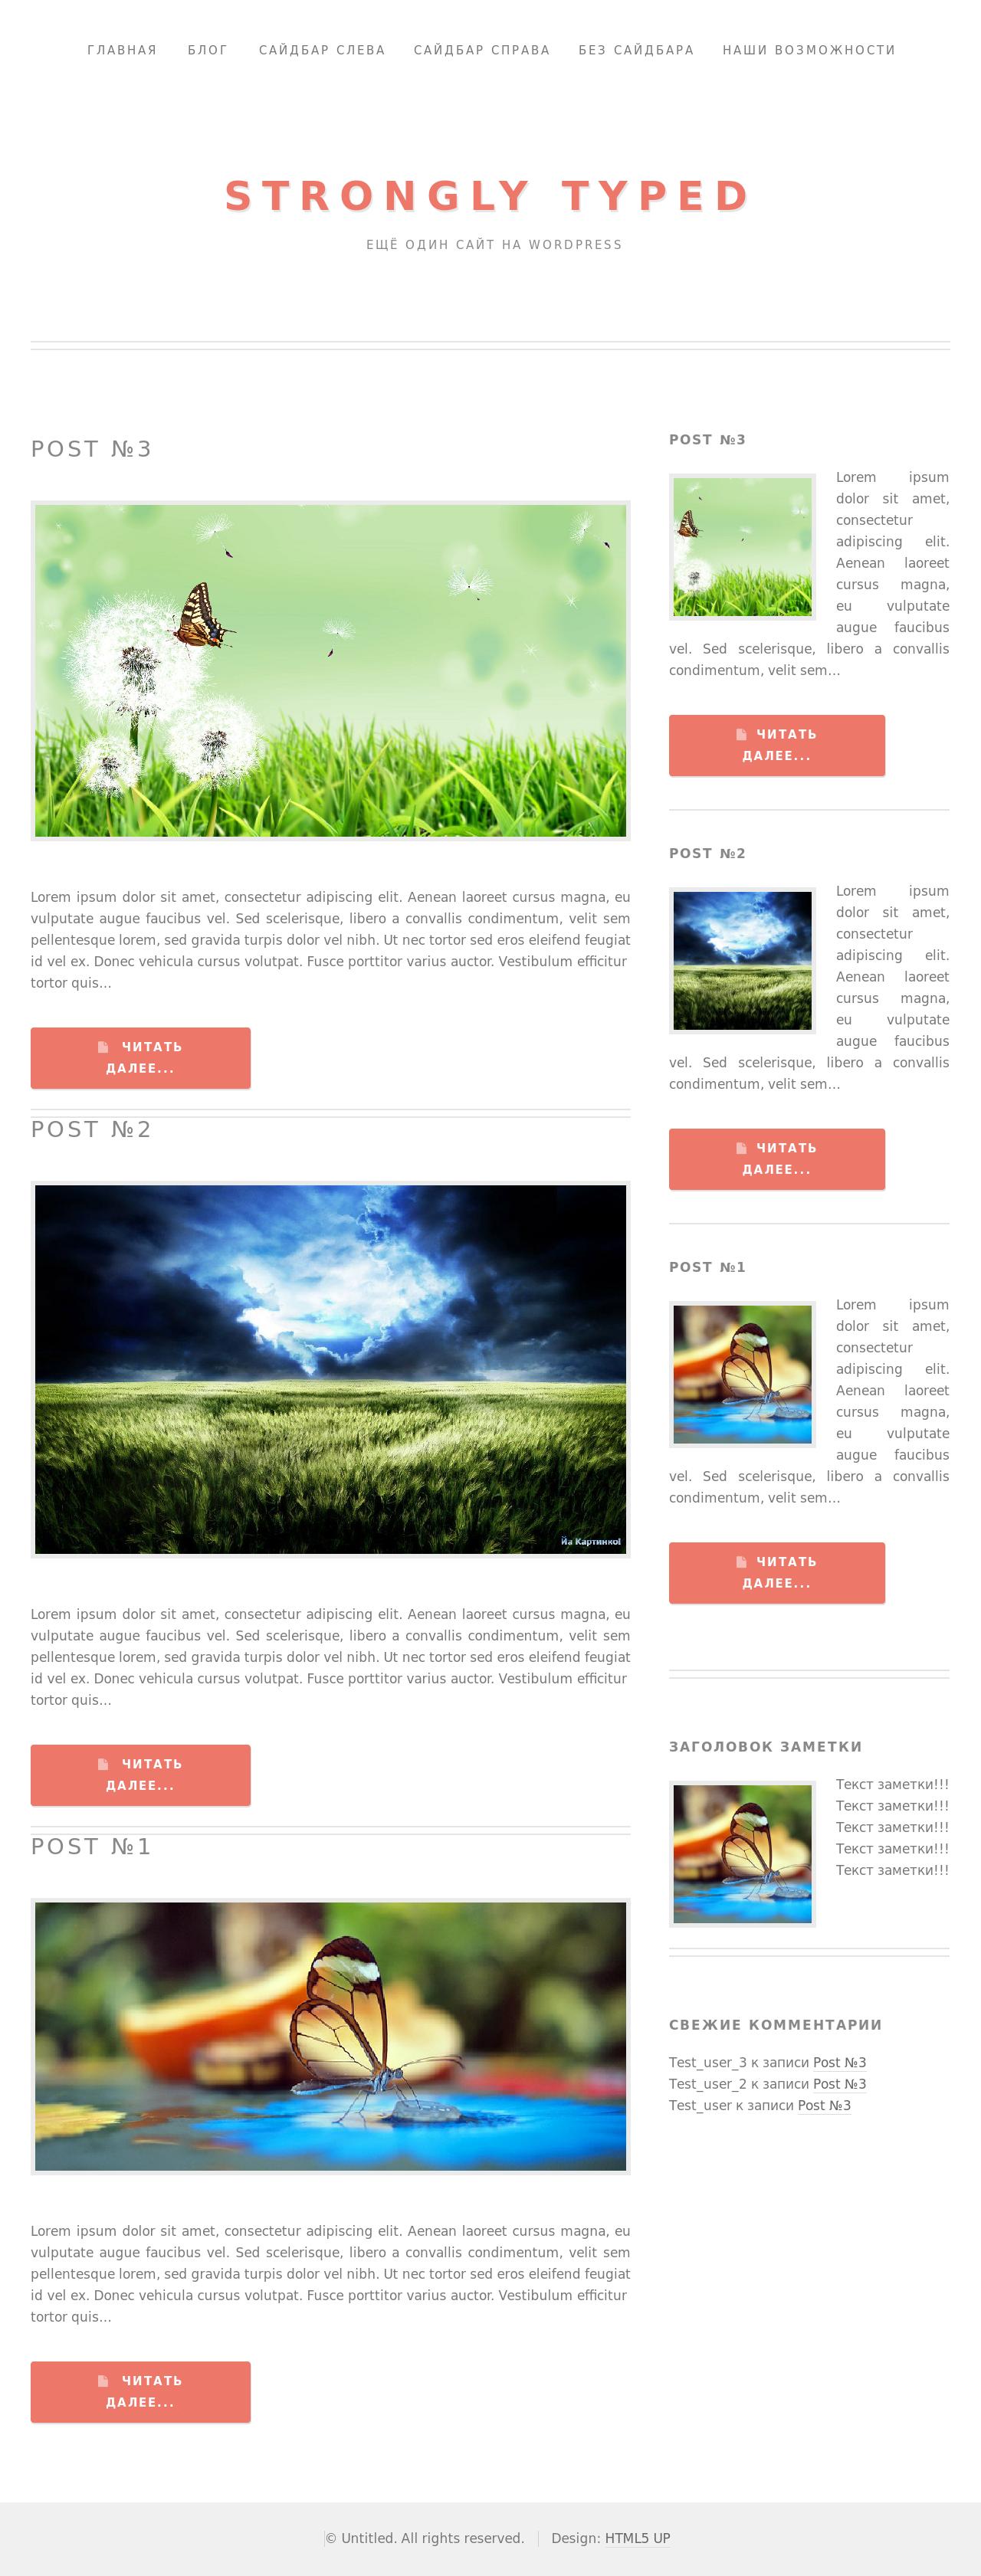 ГЛАВНАЯ БЛОГ САЙДБАР СЛЕВА САЙДБАР СПРАВА БЕЗ САЙДБАРА НАШИ ВОЗМОЖНОСТИ
STRONGLY TYPED
ЕЩЁ ОДИН САЙТ НА WORDPRESS
POST №3
Lorem ipsum dolor sit amet, consectetur adipiscing elit. Aenean laoreet cursus magna, eu
vulputate augue faucibus vel. Sed scelerisque, libero a convallis condimentum, velit sem
pellentesque lorem, sed gravida turpis dolor vel nibh. Ut nec tortor sed eros eleifend feugiat
id vel ex. Donec vehicula cursus volutpat. Fusce porttitor varius auctor. Vestibulum efficitur
tortor quis…
ЧИТАТЬ
ДАЛЕЕ...
POST №2
Йа Картинко!
Lorem ipsum dolor sit amet, consectetur adipiscing elit. Aenean laoreet cursus magna, eu
vulputate augue faucibus vel. Sed scelerisque, libero a convallis condimentum, velit sem
pellentesque lorem, sed gravida turpis dolor vel nibh. Ut nec tortor sed eros eleifend feugiat
id vel ex. Donec vehicula cursus volutpat. Fusce porttitor varius auctor. Vestibulum efficitur
tortor quis…
ЧИТАТЬ
ДАЛЕЕ...
POST №1
Lorem ipsum dolor sit amet, consectetur adipiscing elit. Aenean laoreet cursus magna, eu
vulputate augue faucibus vel. Sed scelerisque, libero a convallis condimentum, velit sem
pellentesque lorem, sed gravida turpis dolor vel nibh. Ut nec tortor sed eros eleifend feugiat
id vel ex. Donec vehicula cursus volutpat. Fusce porttitor varius auctor. Vestibulum efficitur
tortor quis…
ЧИТАТЬ
ДАЛЕЕ...
POST №3
Lorem ipsum
dolor sit amet,
consectetur
adipiscing elit.
Aenean laoreet
cursus magna,
eu vulputate
augue faucibus
vel. Sed scelerisque, libero a convallis
condimentum, velit sem…
ЧИТАТЬ
ДАЛЕЕ...
POST №2
Lorem ipsum
dolor sit amet,
consectetur
adipiscing elit.
Aenean laoreet
cursus magna,
eu vulputate
augue faucibus
vel. Sed scelerisque, libero a convallis
condimentum, velit sem…
ЧИТАТЬ
ДАЛЕЕ...
POST №1
Lorem ipsum
dolor sit amet,
consectetur
adipiscing elit.
Aenean laoreet
cursus magna,
eu vulputate
augue faucibus
vel. Sed scelerisque, libero a convallis
condimentum, velit sem…
ЧИТАТЬ
ДАЛЕЕ...
ЗАГОЛОВОК ЗАМЕТКИ
Текст заметки!!!
Текст заметки!!!
Текст заметки!!!
Текст заметки!!!
Текст заметки!!!
СВЕЖИЕ КОММЕНТАРИИ
Test_user_3 к записи Post №3
Test_user_2 к записи Post №3
Test_user к записи Post №3
© Untitled. All rights reserved. Design: HTML5 UP